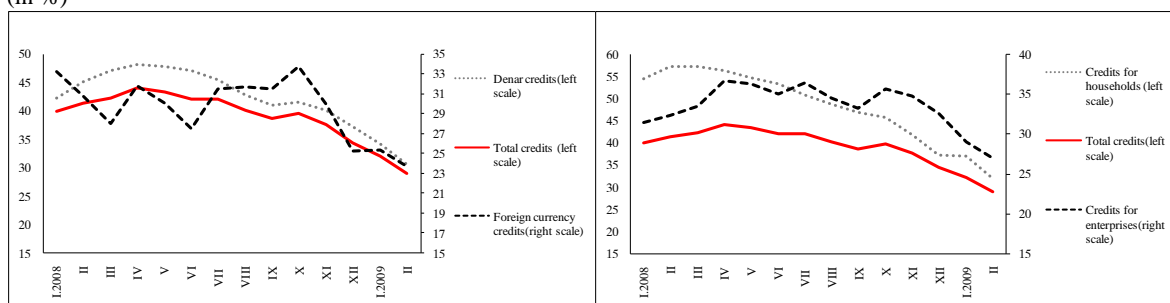 (in %)
50
45
40
35
30
25
20
15
35
33
31
29
27
25
23
21
19
17
15
I.2008
II
III
IV
V
VI
VII
VIII
IX
X
XI
XII
I.2009
II
Denar credits(left
scale)
Total credits (left
scale)
Foreign currency
credits(right scale)
60
55
50
45
40
35
30
25
20
15
40
35
30
25
20
15
I.2008
II
III
IV
V
VI
VII
VIII
IX
X
XI
XII
I.2009
II
Credits for
households (left
scale)
Total credits(left
scale)
Credits for
enterprises(right
scale)